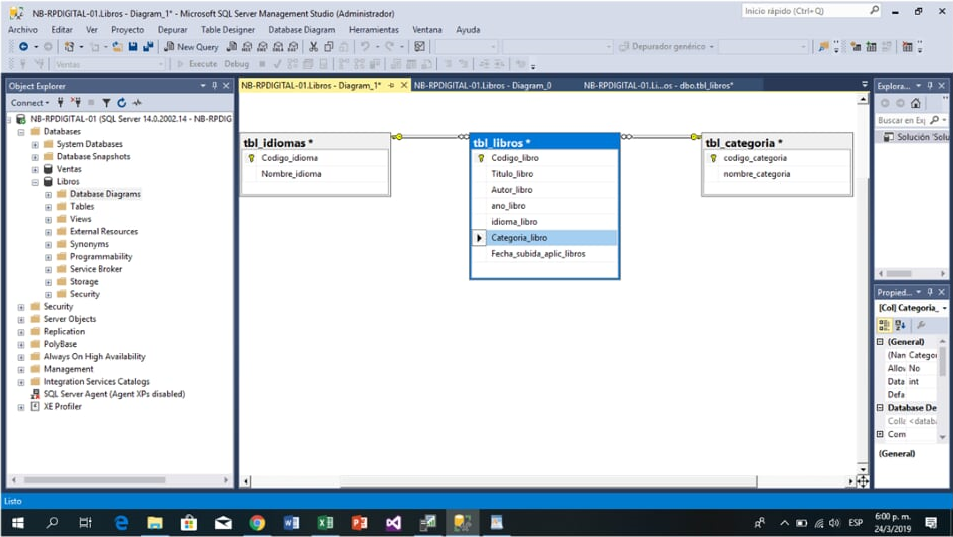 NB-RPDIGITAL-01.Libros - Diagram_1* - Microsoft SQL Server Management Studio (Administrador)
Inicio rápido (Ctrl+Q)
Archivo Editar Ver Proyecto Depurar Table Designer Database Diagram Herramientas Ventana Ayuda
New Query
Depurador genérico
Ventas
Execute Debug
Object Explorer
NB-RPDIGITAL-01.Libros - Diagram_1*
NB-RPDIGITAL-01.Libros - Diagram_0
NB-RPDIGITAL-01.Li...os - dbo.tbl_libros*
Explora...
Connect
NB-RPDIGITAL-01 (SQL Server 14.0.2002.14 - NB-RPDIG
Databases
System Databases
Database Snapshots
Ventas
Libros
Database Diagrams
Tables
Views
External Resources
Synonyms
Programmability
Service Broker
Storage
Security
Security
Server Objects
Replication
PolyBase
Always On High Availability
Management
Integration Services Catalogs
SQL Server Agent (Agent XPs disabled)
XE Profiler
tbl_idiomas *
Codigo_idioma
Nombre_idioma
tbl_libros *
Codigo_libro
Titulo_libro
Autor_libro
ano_libro
idioma_libro
Categoria_libro
Fecha_subida_aplic_libros
tbl_categoria *
codigo_categoria
nombre_categoria
Buscar en Exp
Solución 'Solu
Propied...
[Col] Categoria_
(General)
(Nan Categor
Allov No
Data int
Defa
Database De
Colla <databa
Com
(General)
Listo
ESP
6:00 p. m.
24/3/2019